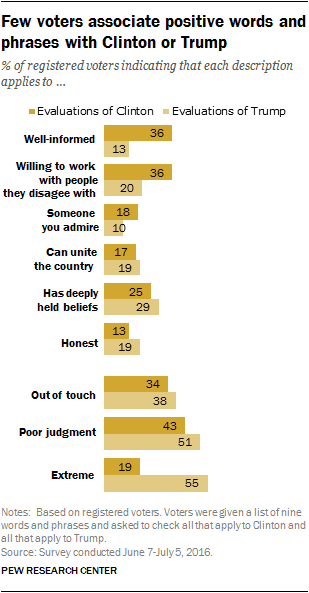 Few voters associate positive words and
phrases with Clinton or Trump
% of registered voters indicating that each description
applies to ...
Evaluations of Clinton Evaluations of Trump
Well-informed 36
13
Willing to work
with people
they disagree with
36
20
Someone
you admire
18
10
Can unite
the country
17
19
Has deeply
held beliefs
25
29
Honest
13
19
Out of touch
34
38
Poor judgment
43
51
Extreme
19
55
Notes: Based on registered voters. Voters were given a list of nine
words and phrases and asked to check all that apply to Clinton and
all that apply to Trump.
Source: Survey conducted June 7-July 5, 2016.
PEW RESEARCH CENTER